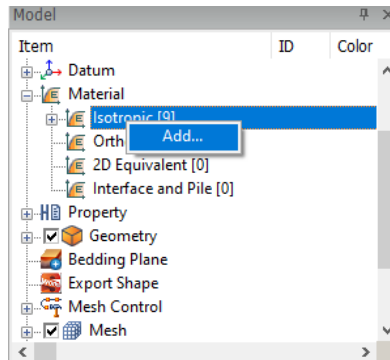 Model
Item ID Color
Datum
Material
Isotronic [9]
Add...
Orth
2D Equivalent [0]
Interface and Pile [0]
Property
Geometry
Bedding Plane
Export Shape
Mesh Control
Mesh